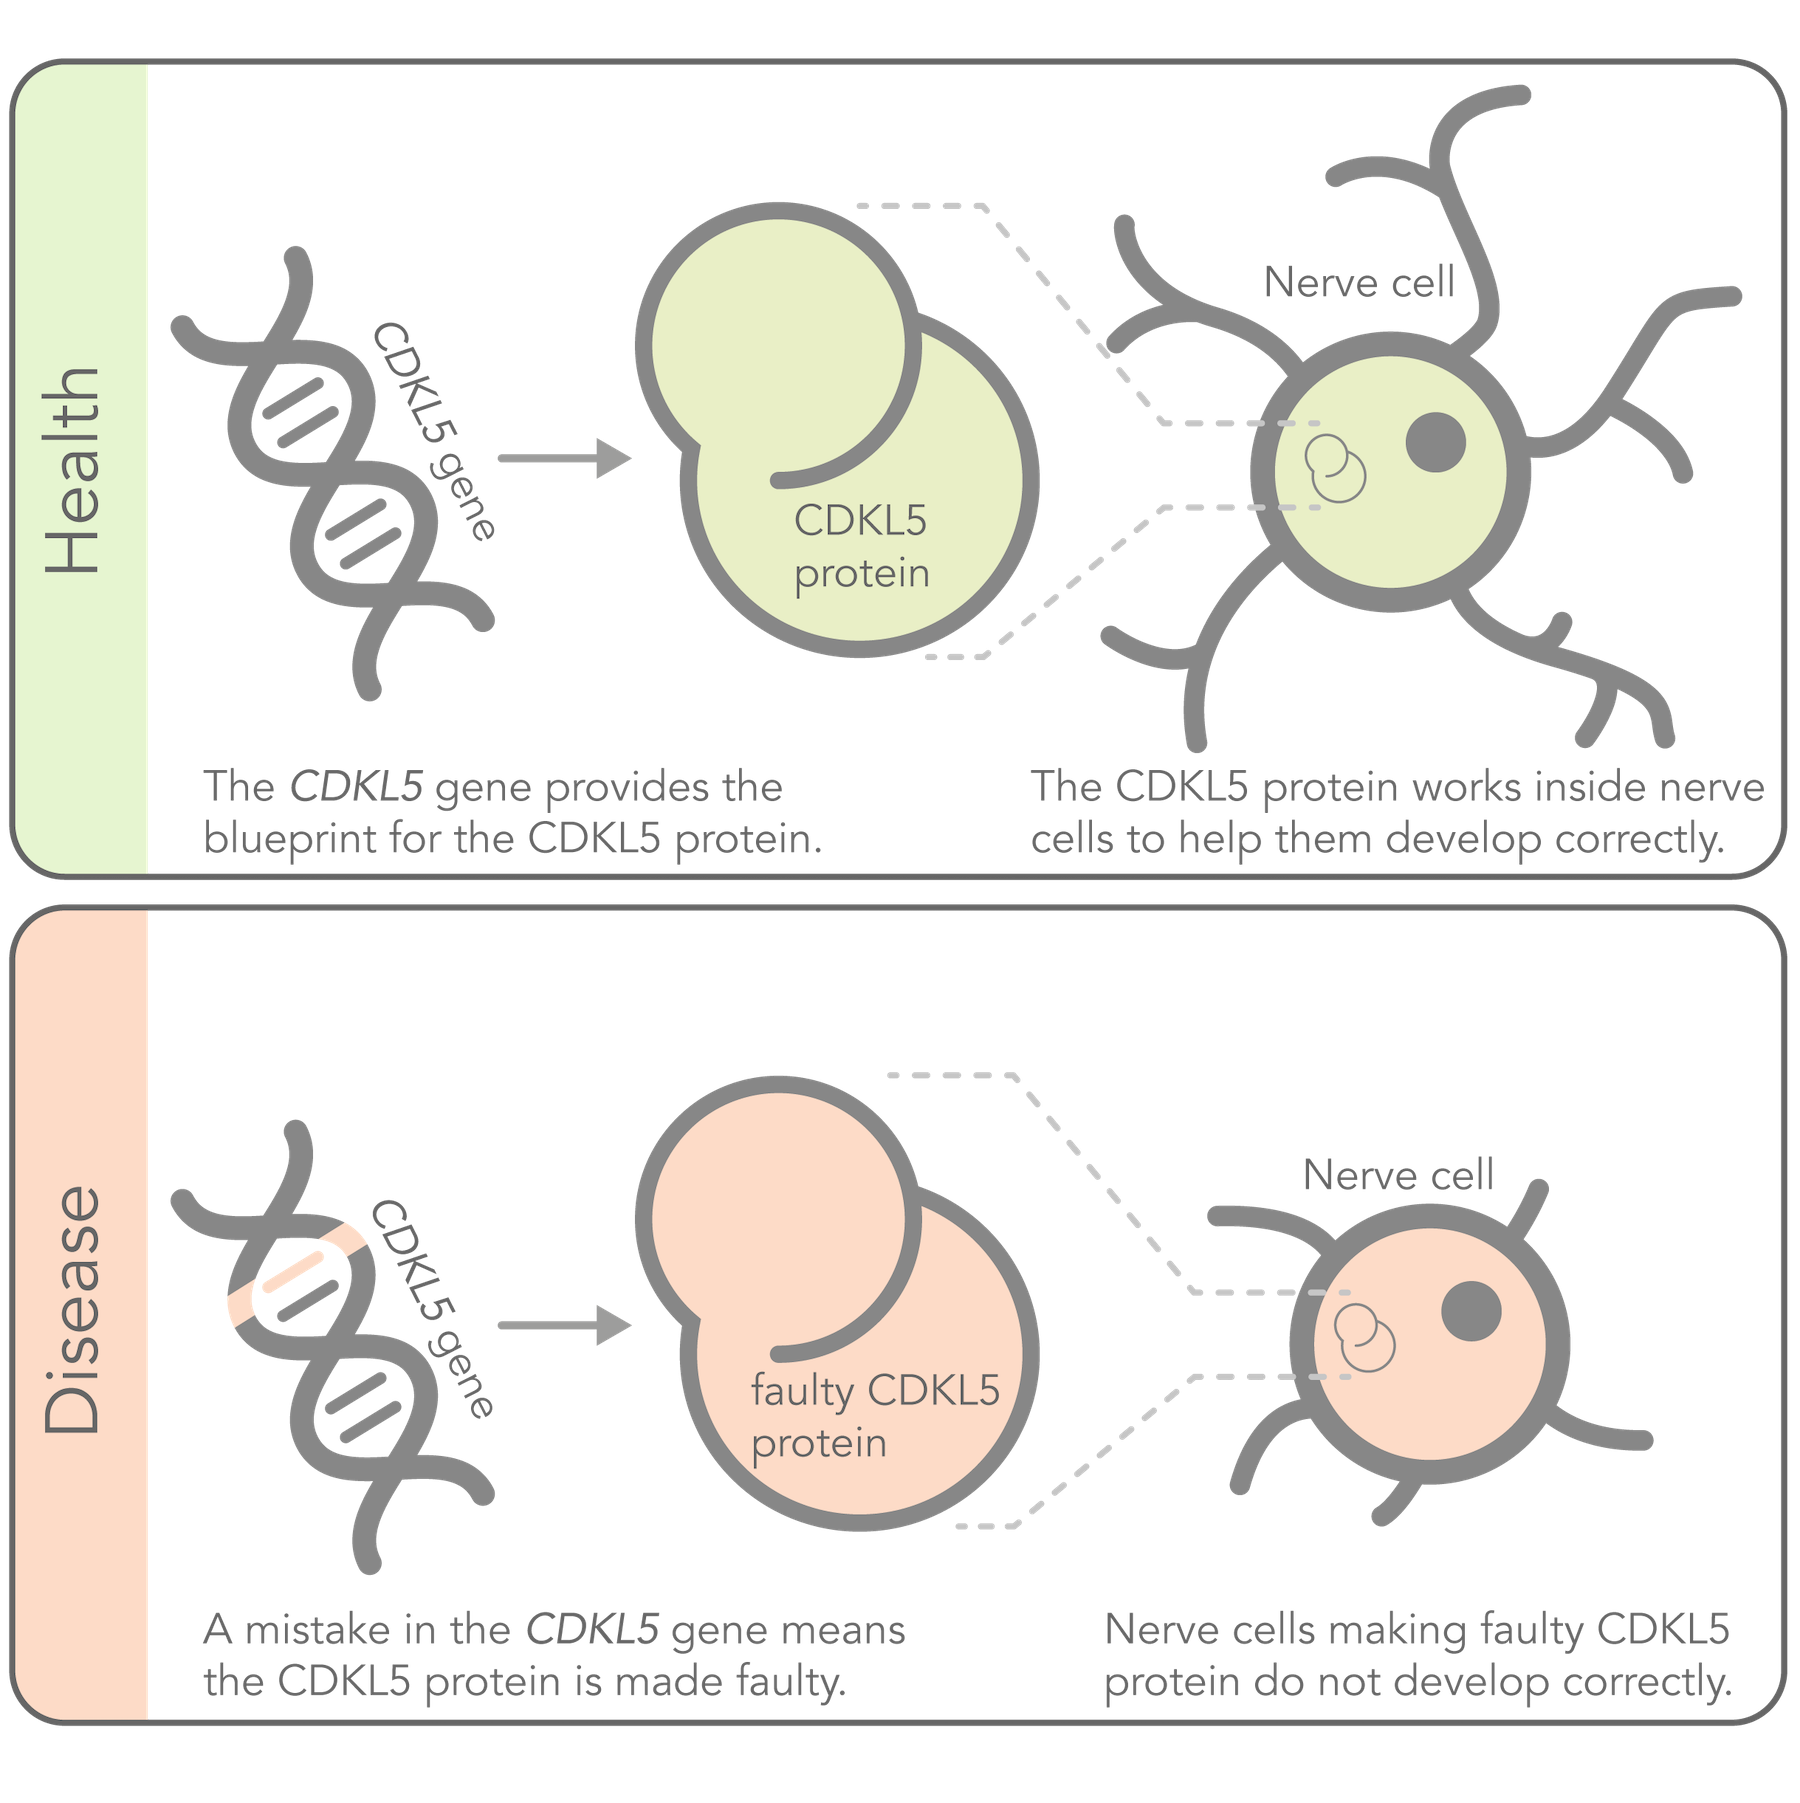 Health
CDKL5 gene
CDKL5
protein
Nerve cell
The CDKL5 gene provides the
blueprint for the CDKL5 protein.
The CDKL5 protein works inside nerve
cells to help them develop correctly.
Disease
CDKL5 gene
faulty CDKL5
protein
Nerve cell
A mistake in the CDKL5 gene means
the CDKL5 protein is made faulty.
Nerve cells making faulty CDKL5
protein do not develop correctly.